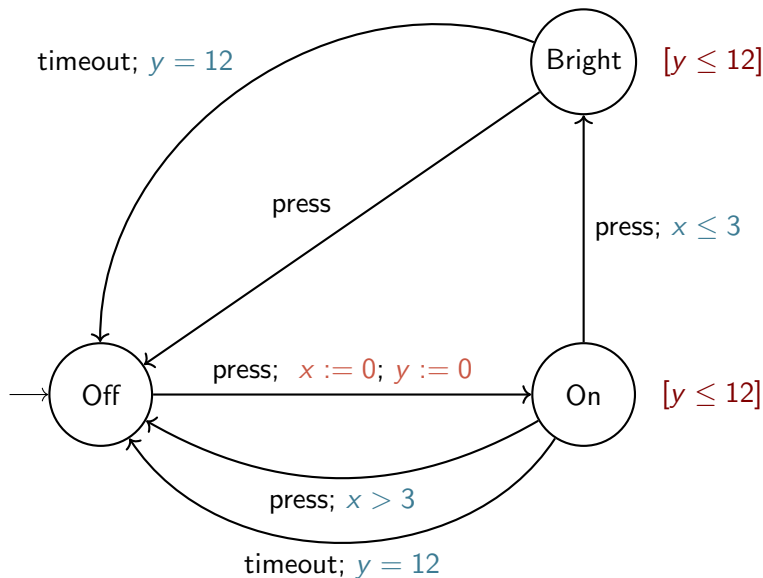 Bright
[y ≤ 12]
timeout; y = 12
press
press; x ≤ 3
press; x := 0; y := 0
Off
On
[y ≤ 12]
press; x > 3
timeout; y = 12